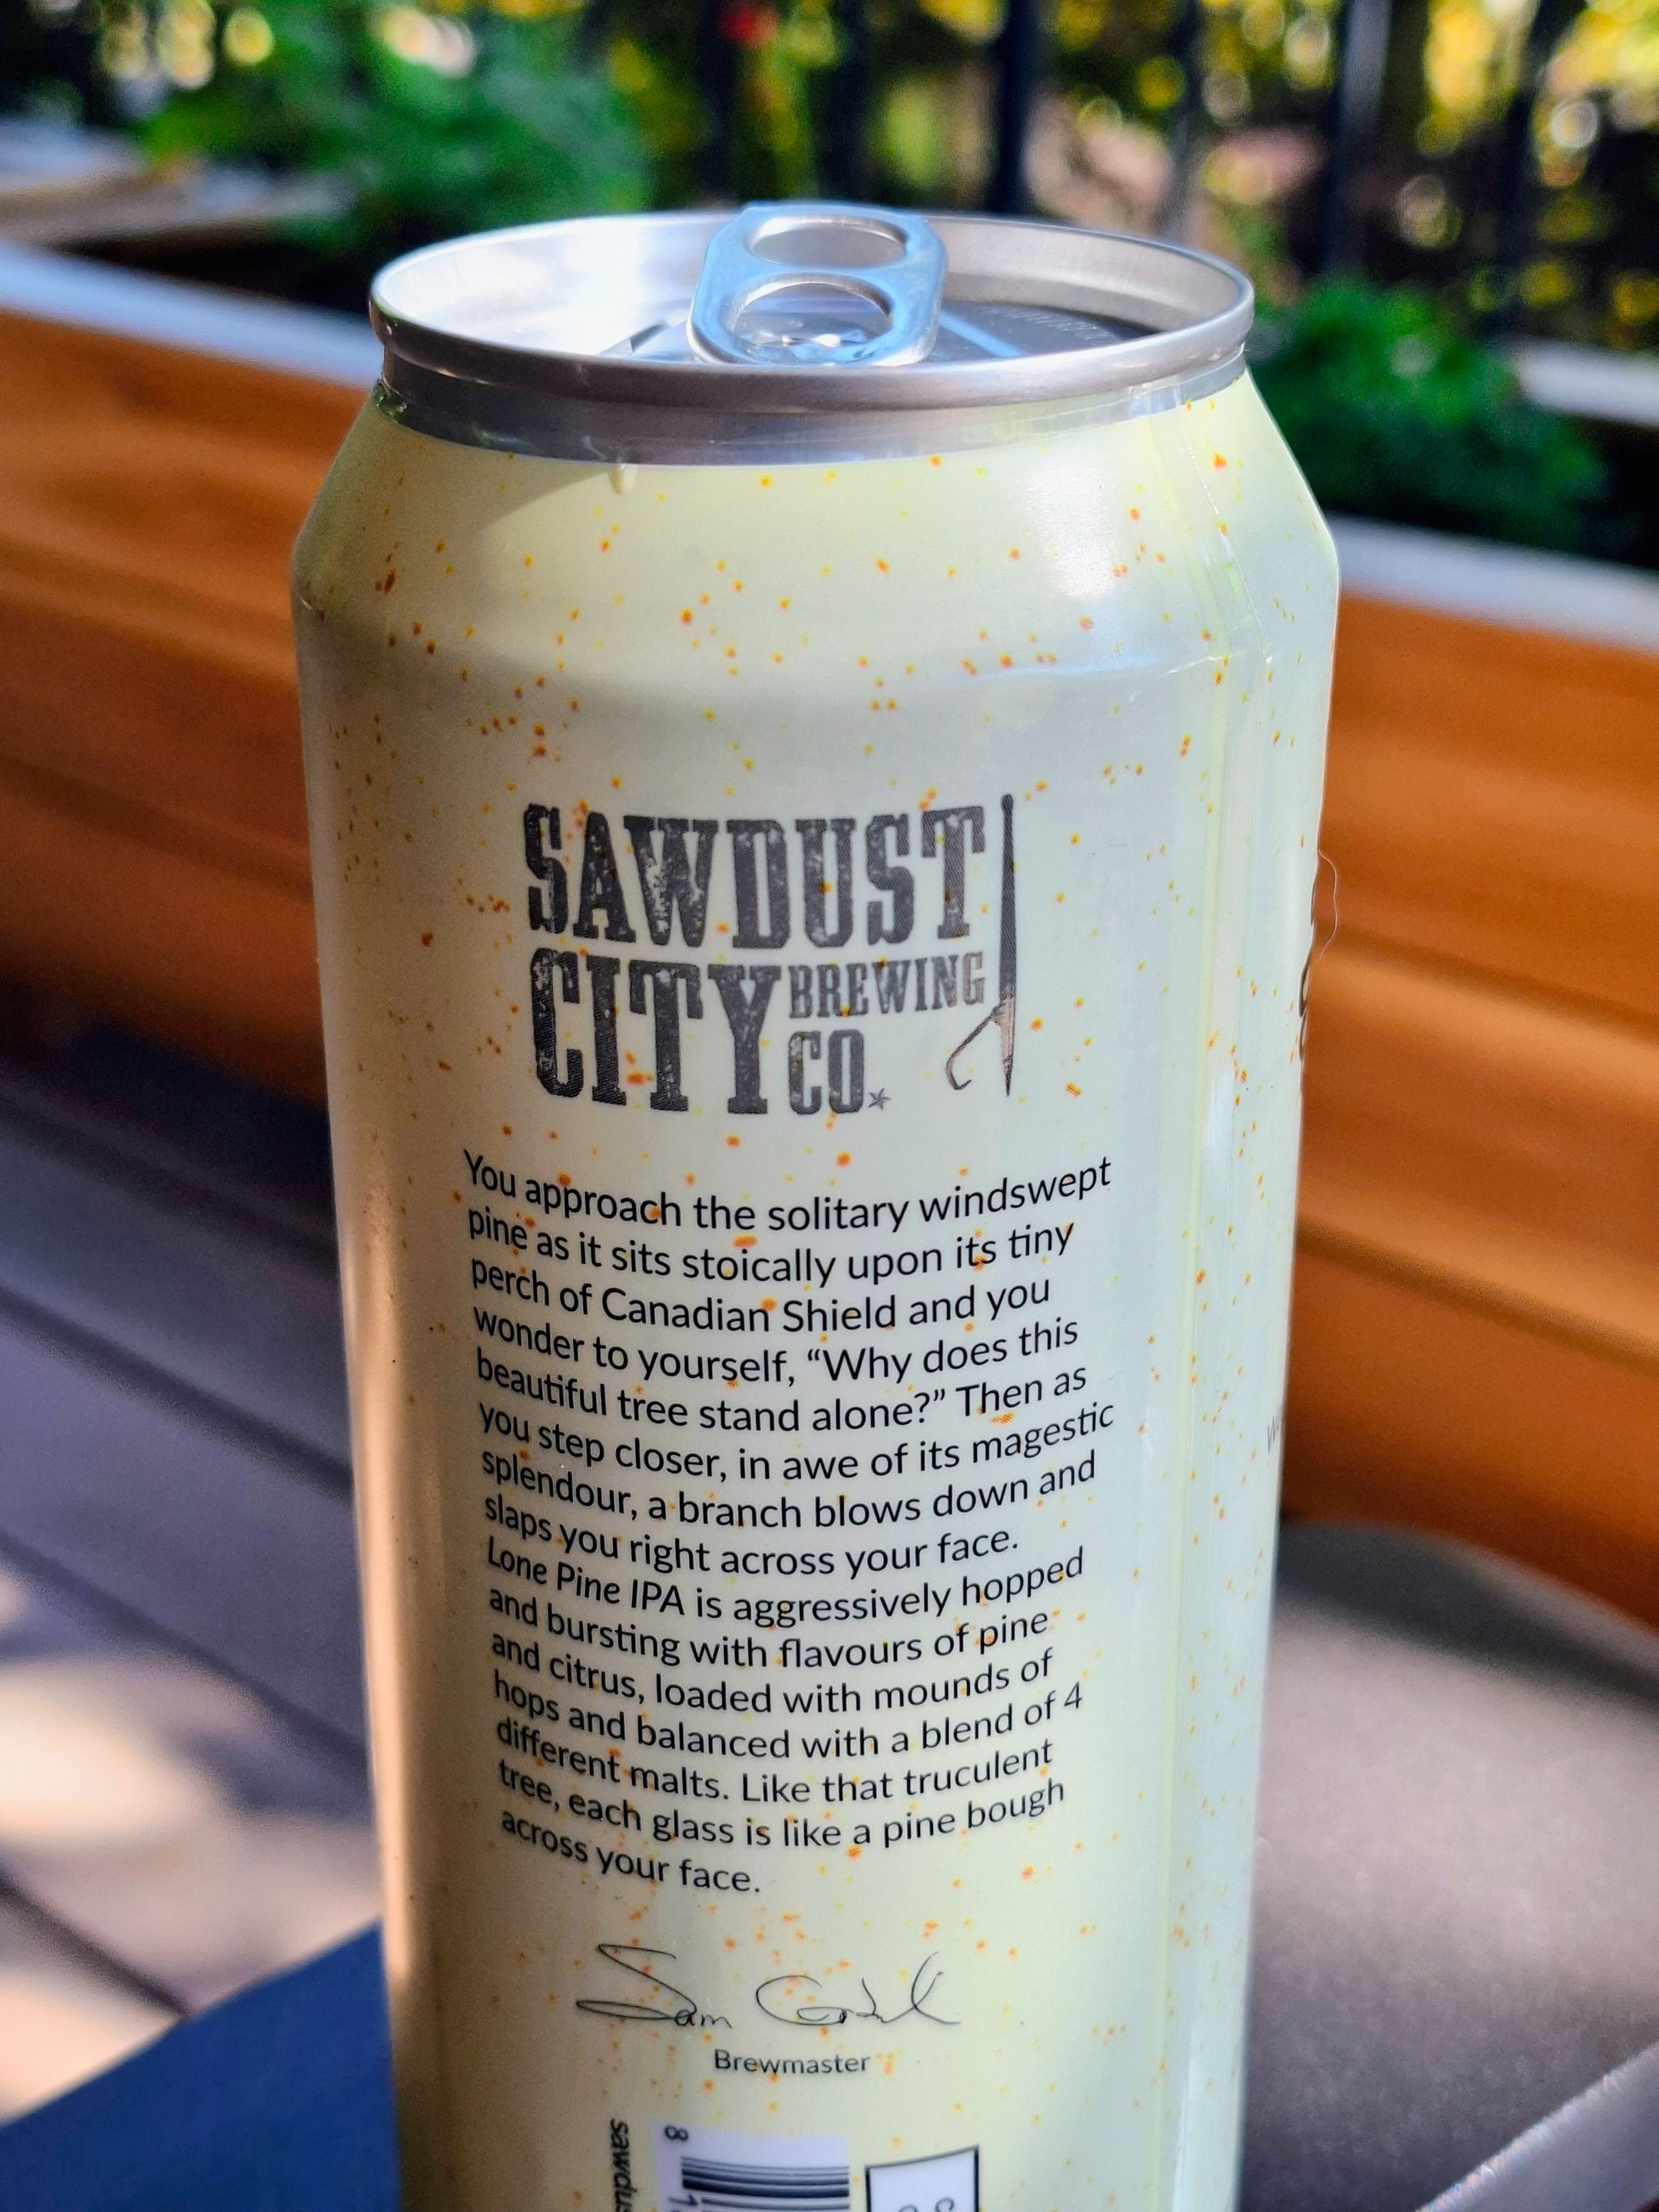 SAWDUST
CITY BREWING
CO.
You approach the solitary windswept
pine as it sits stoically upon its tiny
perch of Canadian Shield and you
wonder to yourself, “Why does this
beautiful tree stand alone?” Then as
you step closer, in awe of its magestic
splendour, a branch blows down and
slaps you right across your face.
Lone Pine IPA is aggressively hopped
and bursting with flavours of pine
and citrus, loaded with mounds of
hops and balanced with a blend of 4
different malts. Like that truculent
tree, each glass is like a pine bough
across your face.
Sam
Brewmaster
8